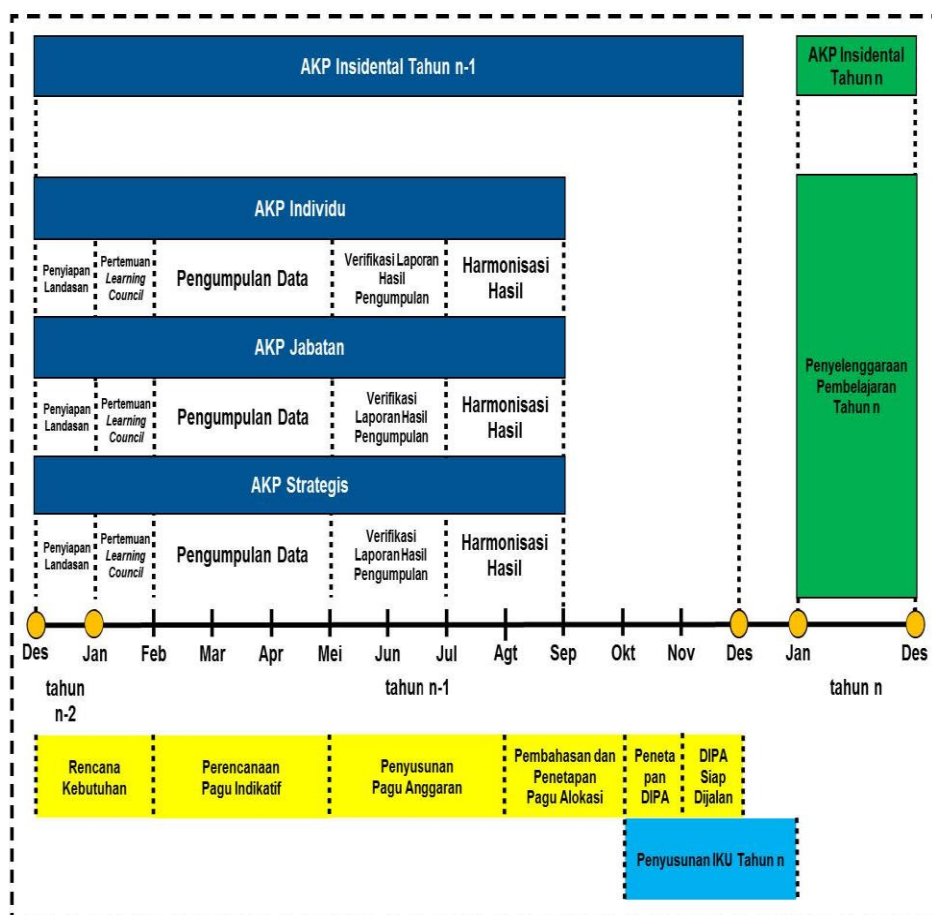 AKP Insidental Tahun n-1
AKP Insidental
Tahun n
AKP Individu
Penyiapan
Landasan
Pertemuan
Learning
Council
Pengumpulan Data
Verifikasi Laporan
Hasil
Pengumpulan
Harmonisasi
Hasil
AKP Jabatan
Penyiapan
Landasan
Pertemuan
Learning
Council
Pengumpulan Data
Verifikasi
Laporan Hasil
Pengumpulan
Harmonisasi
Hasil
AKP Strategis
Penyiapan
Landasan
Pertemuan
Learning
Council
Pengumpulan Data
Verifikasi
Laporan Hasil
Pengumpulan
Harmonisasi
Hasil
Penyelenggaraan
Pembelajaran
Tahun n
Des Jan Feb Mar Apr Mei Jun Jul Agt Sep Okt Nov Des Jan Des
tahun
n-2
tahun n-1
tahun n
Rencana
Kebutuhan
Perencanaan
Pagu Indikatif
Penyusunan
Pagu Anggaran
Pembahasan dan
Penetapan
Pagu Alokasi
Peneta
pan
DIPA
DIPA
Siap
Dijalan
Penyusunan IKU Tahun n